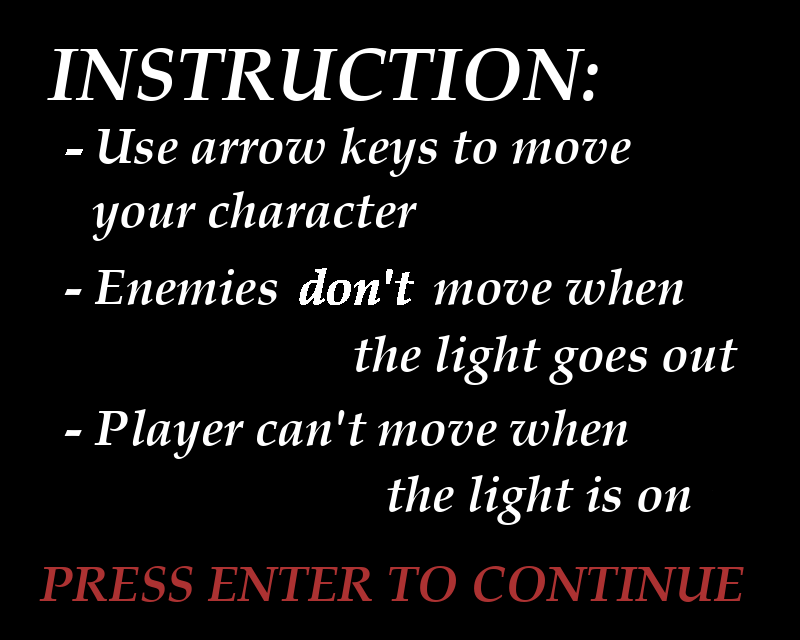 INSTRUCTION:
- Use arrow keys to move
your character
- Enemies don't move when
the light goes out
- Player can't move when
the light is on
PRESS ENTER TO CONTINUE